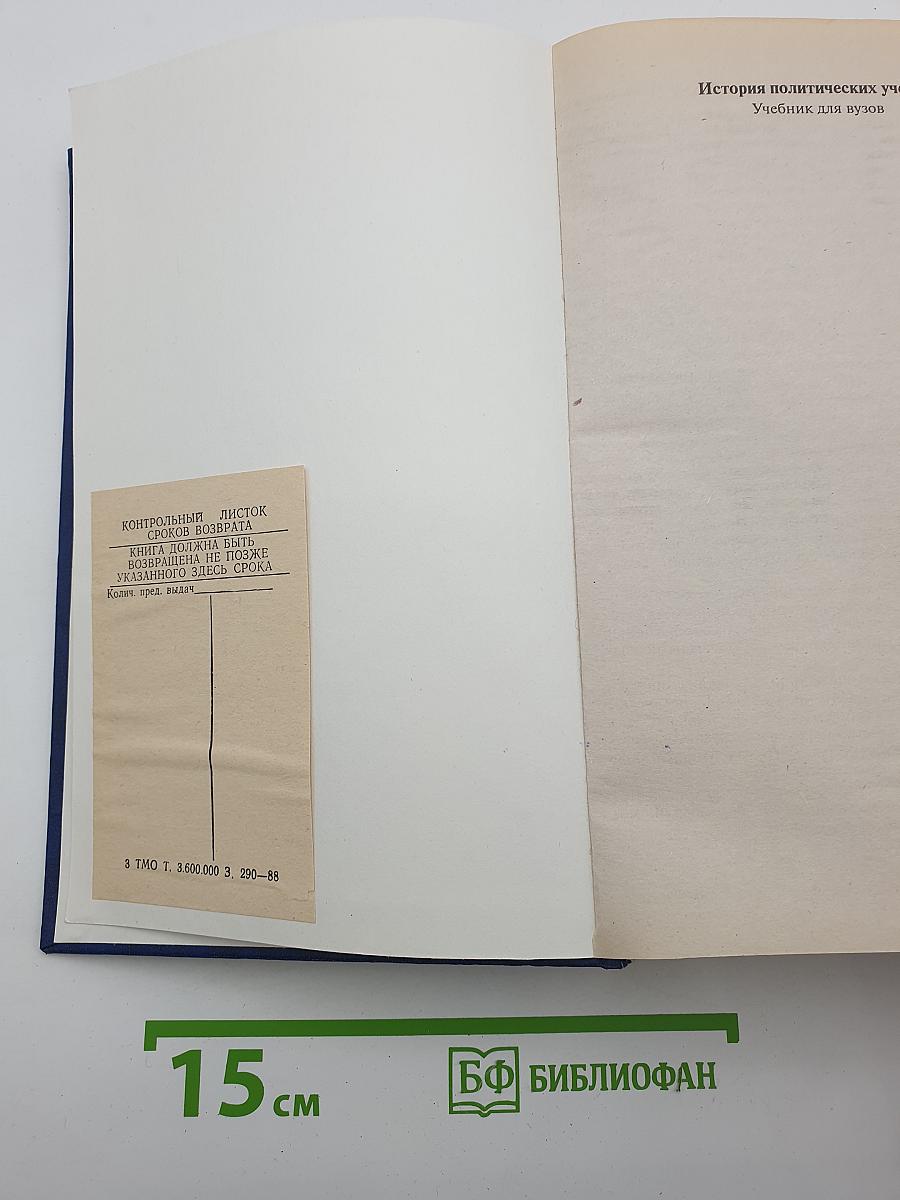 История политических уче
Учебник для вузов
КОНТРОЛЬНЫЙ ЛИСТОК
СРОКОВ ВОЗВРАТА
КНИГА ДОЛЖНА БЫТЬ
ВОЗВРАЩЕНА НЕ ПОЗЖЕ
УКАЗАННОГО ЗДЕСЬ СРОКА
Колич. пред. выдач
3 ТМО Т. 3.600.000 З. 290—88
15 см
БФ БИБЛИОФАН